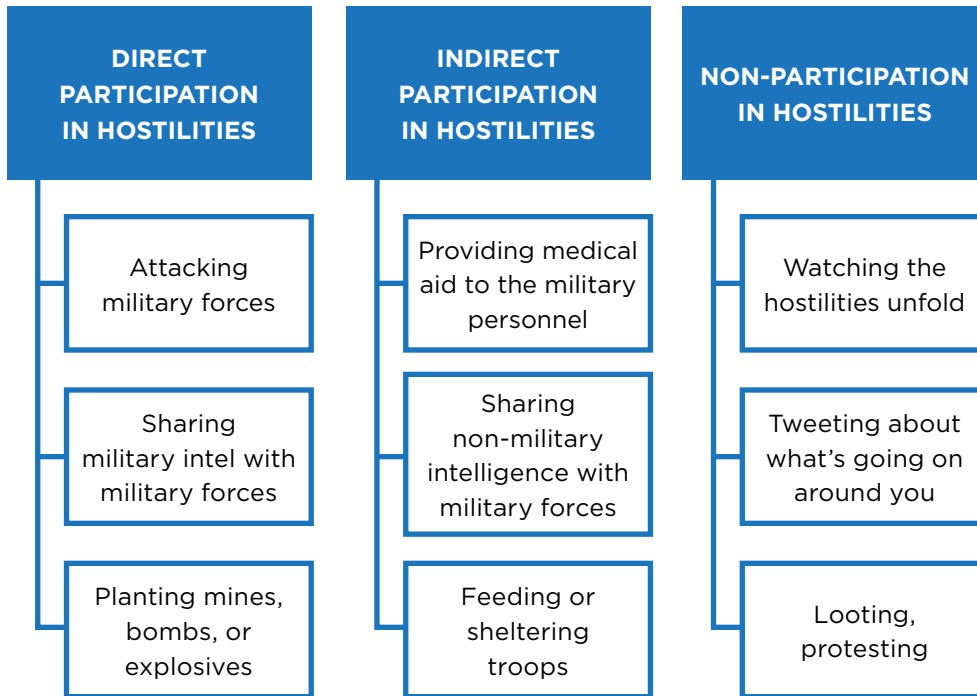 DIRECT
PARTICIPATION
IN HOSTILITIES
Attacking
military forces
Sharing
military intel with
military forces
Planting mines,
bombs, or
explosives
INDIRECT
PARTICIPATION
IN HOSTILITIES
Providing medical
aid to the military
personnel
Sharing
non-military
intelligence with
military forces
Feeding or
sheltering
troops
NON-PARTICIPATION
IN HOSTILITIES
Watching the
hostilities unfold
Tweeting about
what’s going on
around you
Looting,
protesting